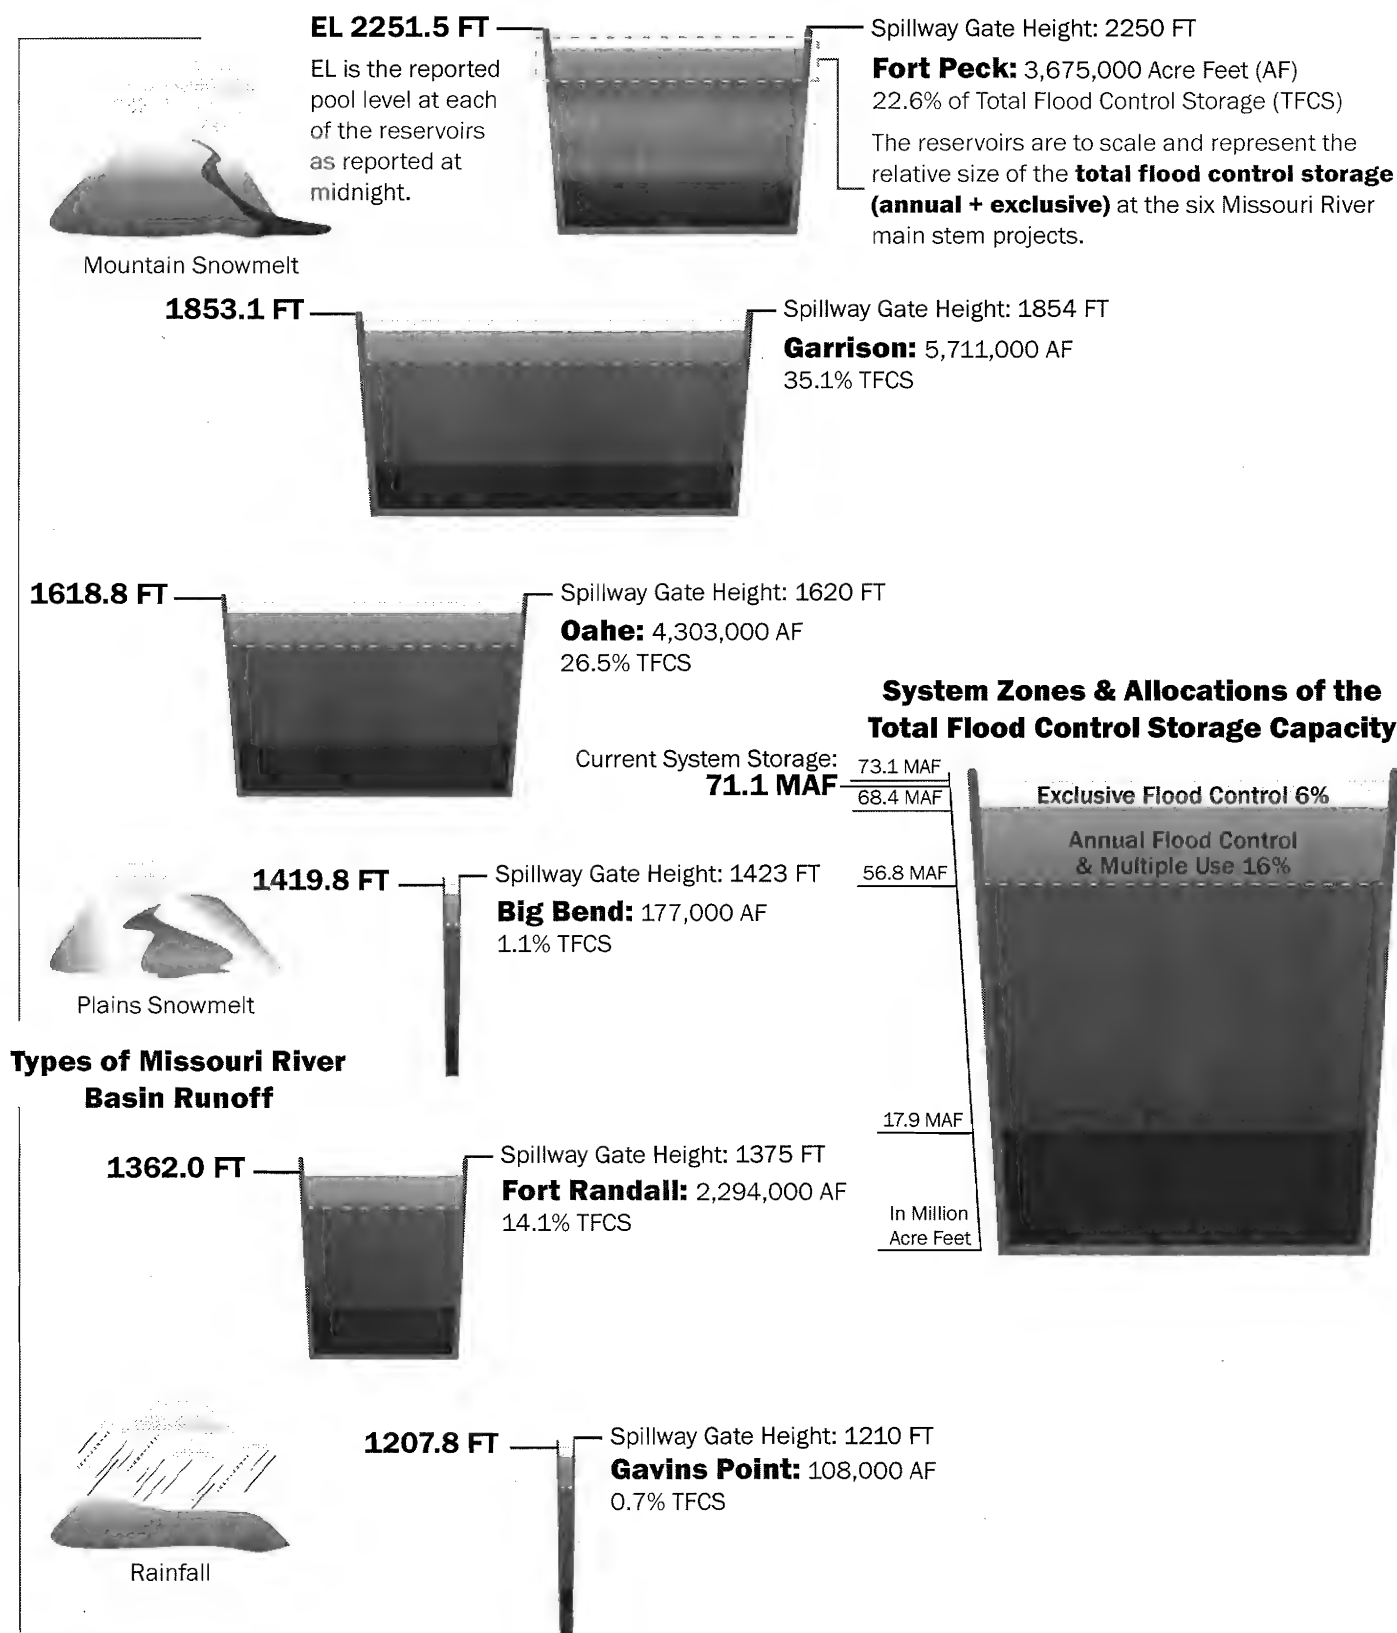 EL 2251.5 FT
EL is the reported
pool level at each
of the reservoirs
as reported at
midnight.
Spillway Gate Height: 2250 FT
Fort Peck: 3,675,000 Acre Feet (AF)
22.6% of Total Flood Control Storage (TFCS)
The reservoirs are to scale and represent the
relative size of the total flood control storage
(annual + exclusive) at the six Missouri River
main stem projects.
Mountain Snowmelt
1853.1 FT
Spillway Gate Height: 1854 FT
Garrison: 5,711,000 AF
35.1% TFCS
1618.8 FT
Spillway Gate Height: 1620 FT
Oahe: 4,303,000 AF
26.5% TFCS
System Zones & Allocations of the
Total Flood Control Storage Capacity
Current System Storage:
71.1 MAF
73.1 MAF
68.4 MAF
56.8 MAF
17.9 MAF
In Million
Acre Feet
Exclusive Flood Control 6%
Annual Flood Control
& Multiple Use 16%
1419.8 FT
Spillway Gate Height: 1423 FT
Big Bend: 177,000 AF
1.1% TFCS
Plains Snowmelt
Types of Missouri River
Basin Runoff
1362.0 FT
Spillway Gate Height: 1375 FT
Fort Randall: 2,294,000 AF
14.1% TFCS
1207.8 FT
Spillway Gate Height: 1210 FT
Gavins Point: 108,000 AF
0.7% TFCS
Rainfall